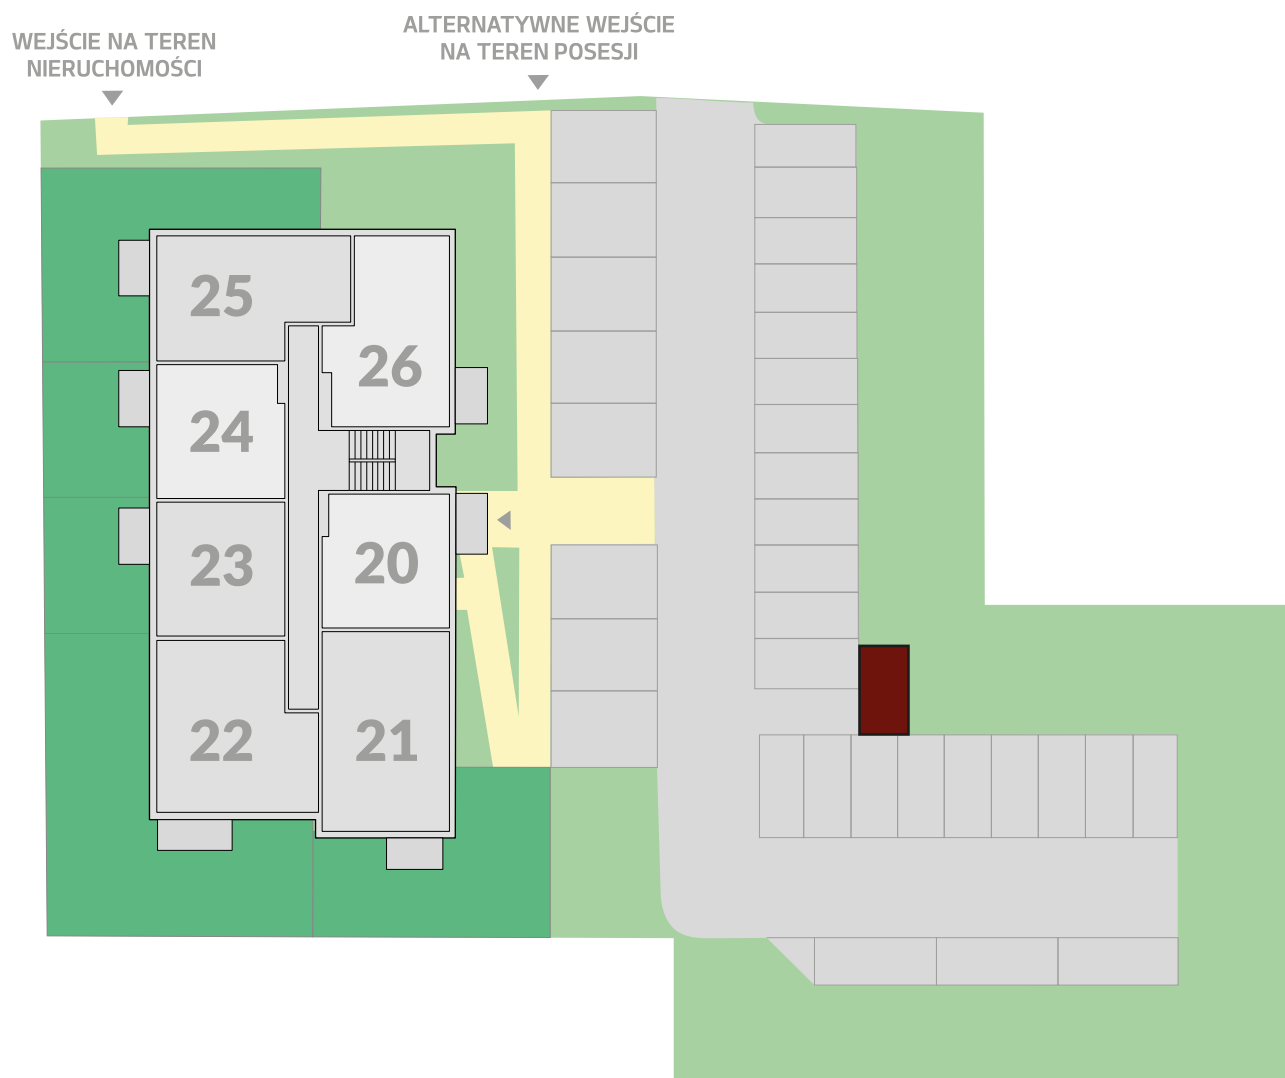 WEJŚCIE NA TEREN
NIERUCHOMOŚCI
ALTERNATYWNE WEJŚCIE
NA TEREN POSESJI
25
26
24
23
20
22
21